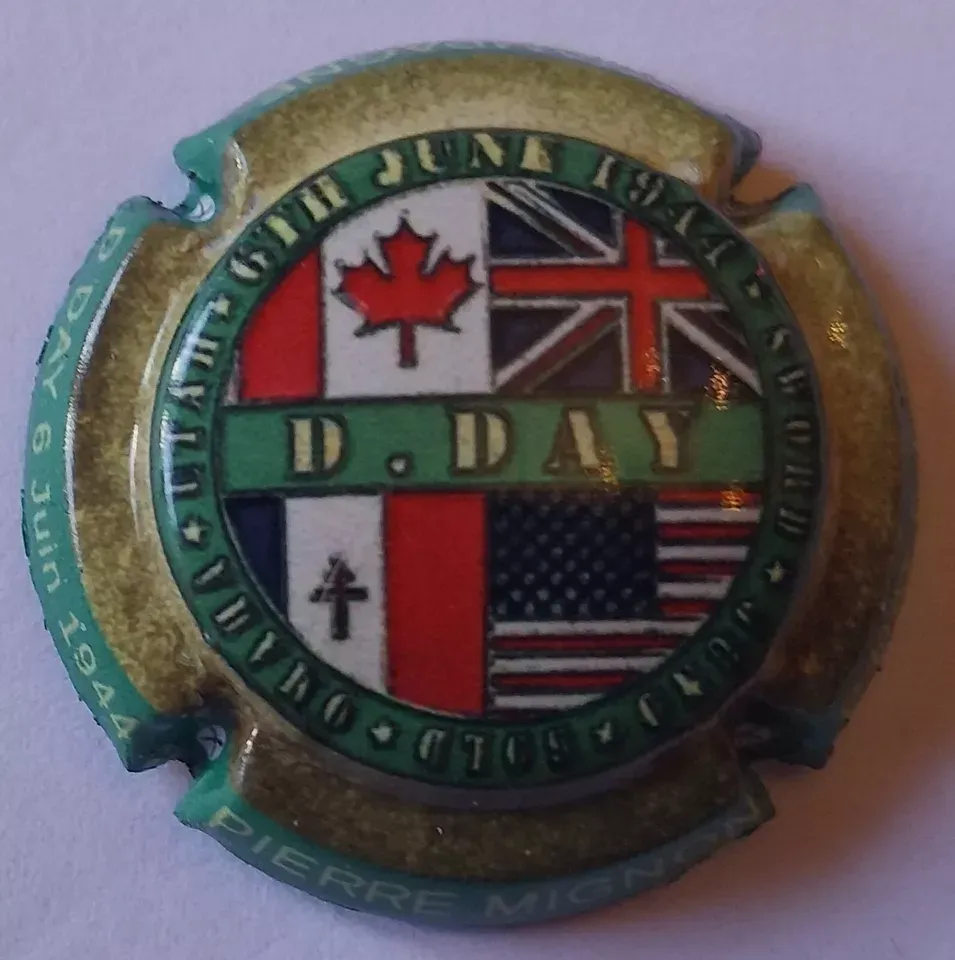 6TH JUNE 1944 ★ SWORD ★ JUNO ★ GOLD ★ OMAHA ★ UTAH ★
D.DAY
D DAY 6 Juin 1944
PIERRE MIGNON